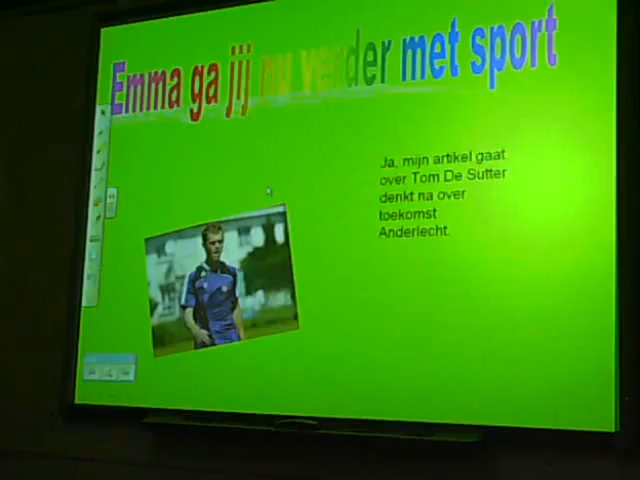 Emma ga jij nu verder met sport
Ja, mijn artikel gaat
over Tom De Sutter
denkt na over
toekomst
Anderlecht.